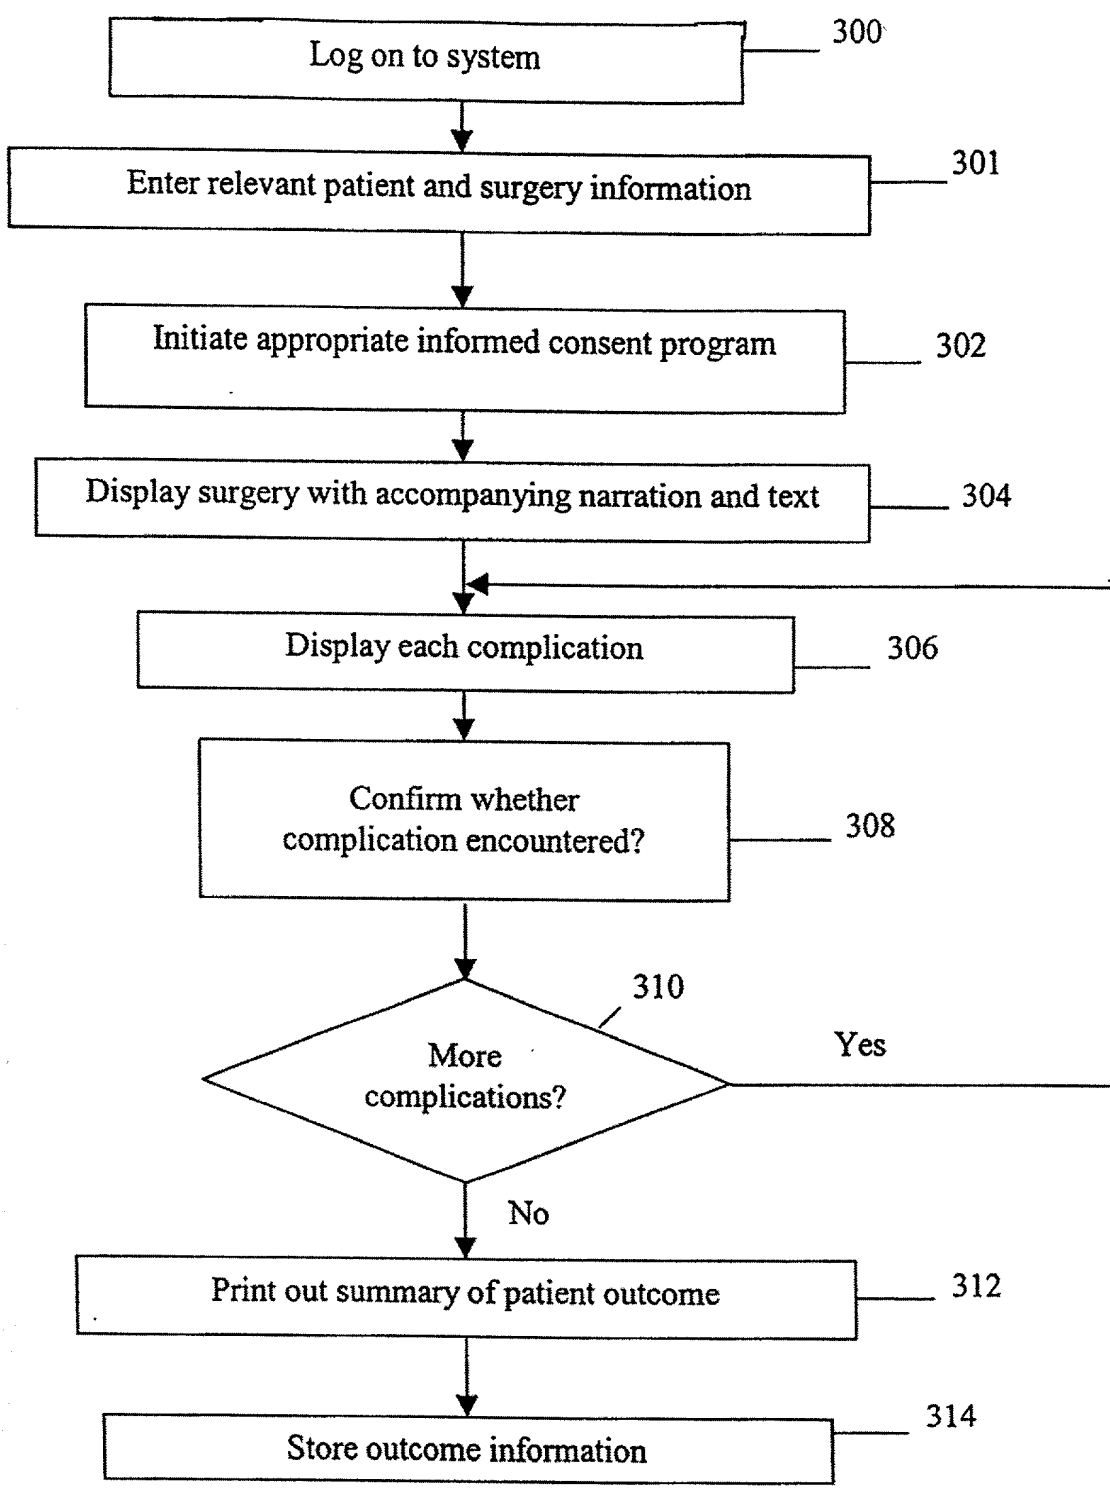 Log on to system
300
Enter relevant patient and surgery information
301
Initiate appropriate informed consent program
302
Display surgery with accompanying narration and text
304
Display each complication
306
Confirm whether
complication encountered?
308
310
More
complications?
Yes
No
Print out summary of patient outcome
312
Store outcome information
314